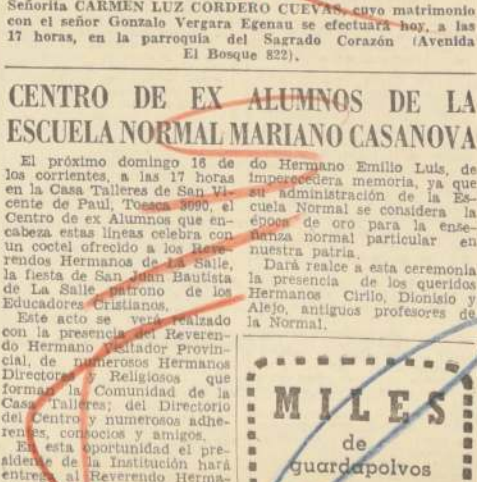 Señorita CARMEN LUZ CORDERO CUEVAS, cuyo matrimonio
con el señor Gonzalo Vergara Egenau se efectuará hoy, a las
17 horas, en la parroquia del Sagrado Corazón (Avenida
El Bosque 822).
CENTRO DE EX ALUMNOS DE LA
ESCUELA NORMAL MARIANO CASANOVA
El próximo domingo 16 de
los corrientes, a las 17 horas
en la Casa Talleres de San Vi-
cente de Paul, Toesca 3090, el
Centro de ex Alumnos que en-
cabeza estas líneas celebra con
un coctel ofrecido a los Reve-
rendos Hermanos de La Salle,
la fiesta de San Juan Bautista
de La Salle patrono de los
Educadores Cristianos.
Este acto se verá realzado
con la presencia del Reveren-
do Hermano Visitador Provin-
cial, de numerosos Hermanos
Directores y Religiosos que
forman la Comunidad de la
Casa Talleres; del Directorio
del Centro y numerosos adhe-
rentes, consocios y amigos.
En esta oportunidad el pre-
sidente de la Institución hará
entrega al Reverendo Herma-
do Hermano Emilio Luis, de
imperecedera memoria, ya que
su administración de la Es-
cuela Normal se considera la
época de oro para la ense-
ñanza normal particular en
nuestra patria.
Dará realce a esta ceremonia
la presencia de los queridos
Hermanos Cirilo, Dionisio y
Alejo, antiguos profesores de
la Normal.
MILES
de
guardapolvos